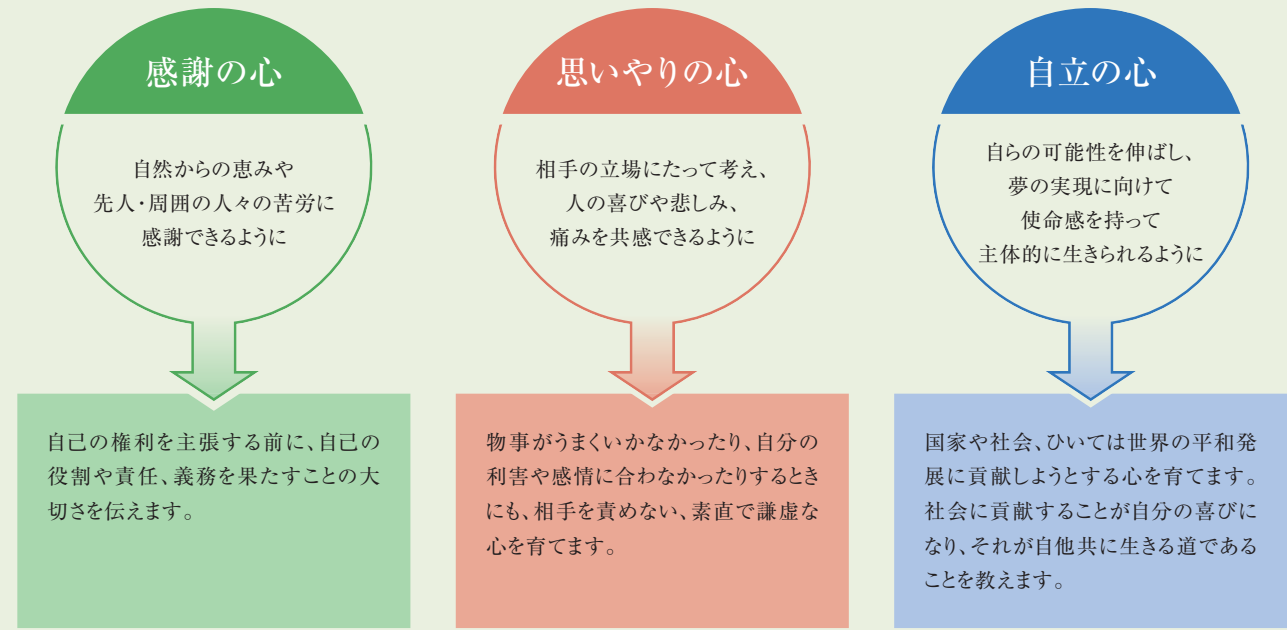 感謝の心
自然からの恵みや
先人・周囲の人々の苦労に
感謝できるように
自己の権利を主張する前に、自己の
役割や責任、義務を果たすことの大
切さを伝えます。
思いやりの心
相手の立場にたって考え、
人の喜びや悲しみ、
痛みを共感できるように
物事がうまくいかなかったり、自分の
利害や感情に合わなかったりするとき
にも、相手を責めない、素直で謙虚な
心を育てます。
自立の心
自らの可能性を伸ばし、
夢の実現に向けて
使命感を持って
主体的に生きられるように
国家や社会、ひいては世界の平和発
展に貢献しようとする心を育てます。
社会に貢献することが自分の喜びに
なり、それが自他共に生きる道である
ことを教えます。